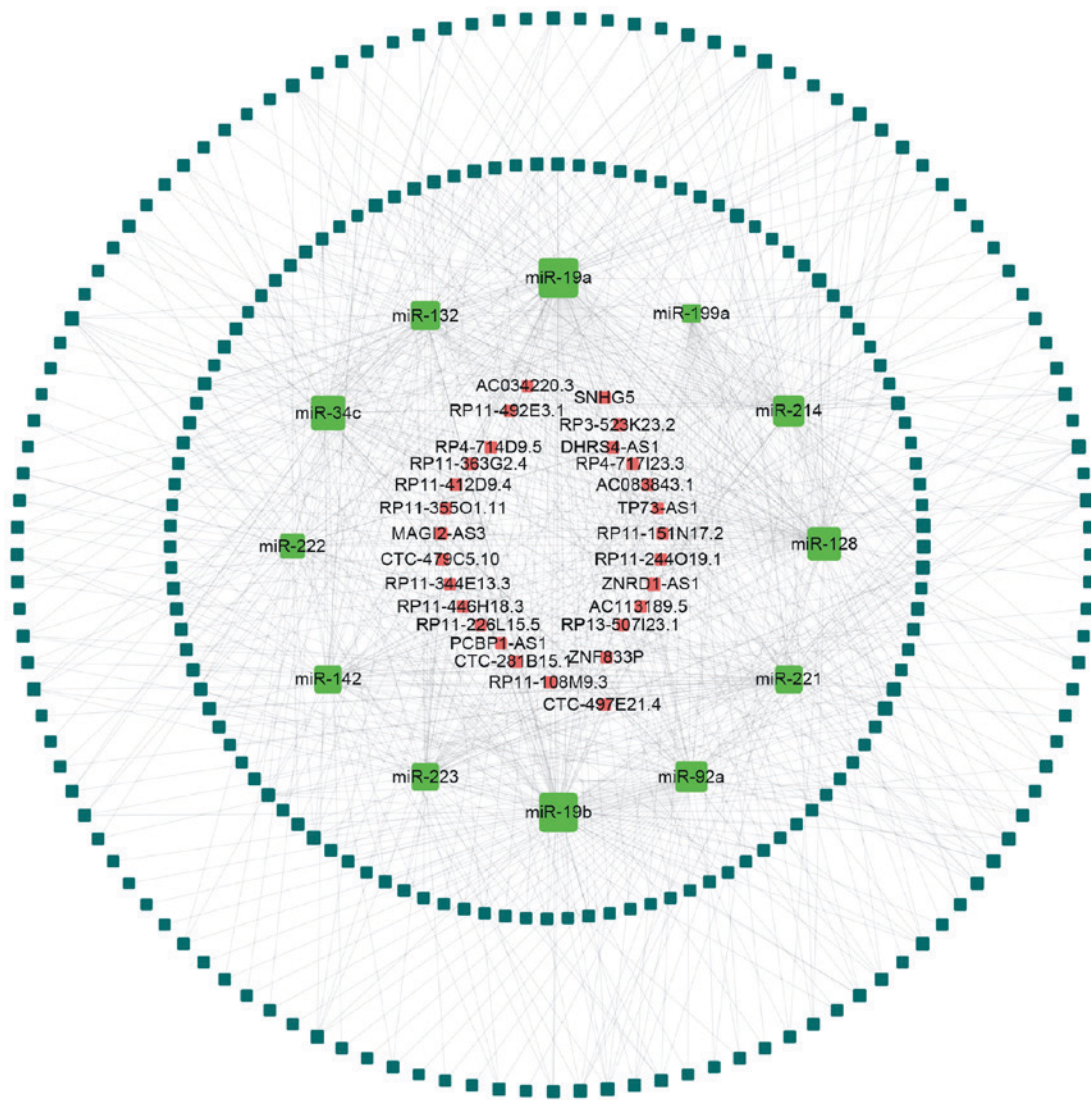 miR-19a
miR-132
miR-199a
AC034220.3
SNHG5
miR-34c
RP11-492E3.1
miR-214
RP3-523K23.2
RP4-714D9.5
DHRS4-AS1
RP11-363G2.4
RP4-717I23.3
RP11-412D9.4
AC083843.1
RP11-355O1.11
TP73-AS1
MAGI2-AS3
RP11-151N17.2
miR-222
miR-128
CTC-479C5.10
RP11-244O19.1
RP11-344E13.3
ZNRD1-AS1
RP11-446H18.3
AC113189.5
RP11-226L15.5
RP13-507I23.1
PCBP1-AS1
CTC-281B15.1
ZNF833P
miR-142
RP11-108M9.3
miR-221
CTC-497E21.4
miR-223
miR-92a
miR-19b